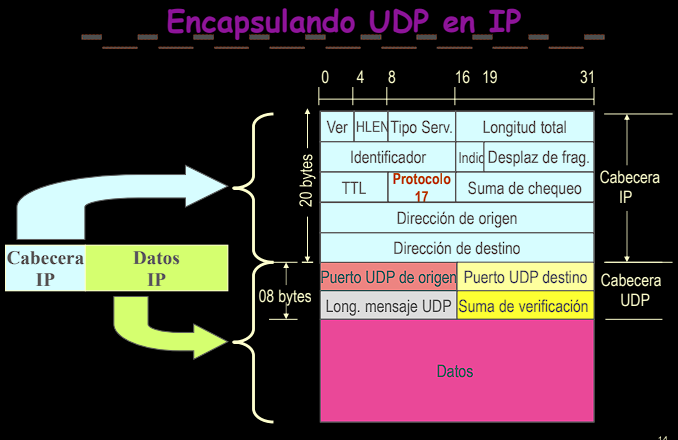 Encapsulando UDP en IP
0 4 8 16 19 31
Ver HLEN Tipo Serv. Longitud total
Identificador Indic Desplaz de frag.
TTL Protocolo 17 Suma de chequeo
Dirección de origen
Dirección de destino
20 bytes
Cabecera
IP
Cabecera
IP
Datos
IP
Puerto UDP de origen Puerto UDP destino
Long. mensaje UDP Suma de verificación
08 bytes
Cabecera
UDP
Datos
14